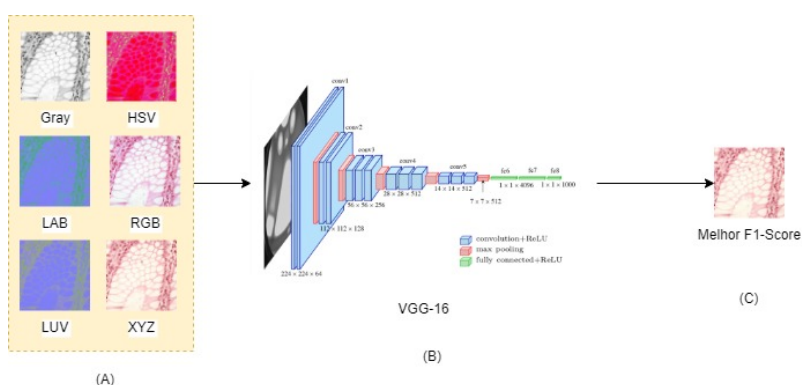 Gray
HSV
LAB
RGB
LUV
XYZ
(A)
conv1
conv2
conv3
conv4
conv5
fc6
fc7
fc8
1 × 1 × 4096
1 × 1 × 1000
14 × 14 × 512
28 × 28 × 512
7 × 7 × 512
56 × 56 × 256
112 × 112 × 128
224 × 224 × 64
convolution+ReLU
max pooling
fully connected+ReLU
VGG-16
(B)
Melhor F1-Score
(C)